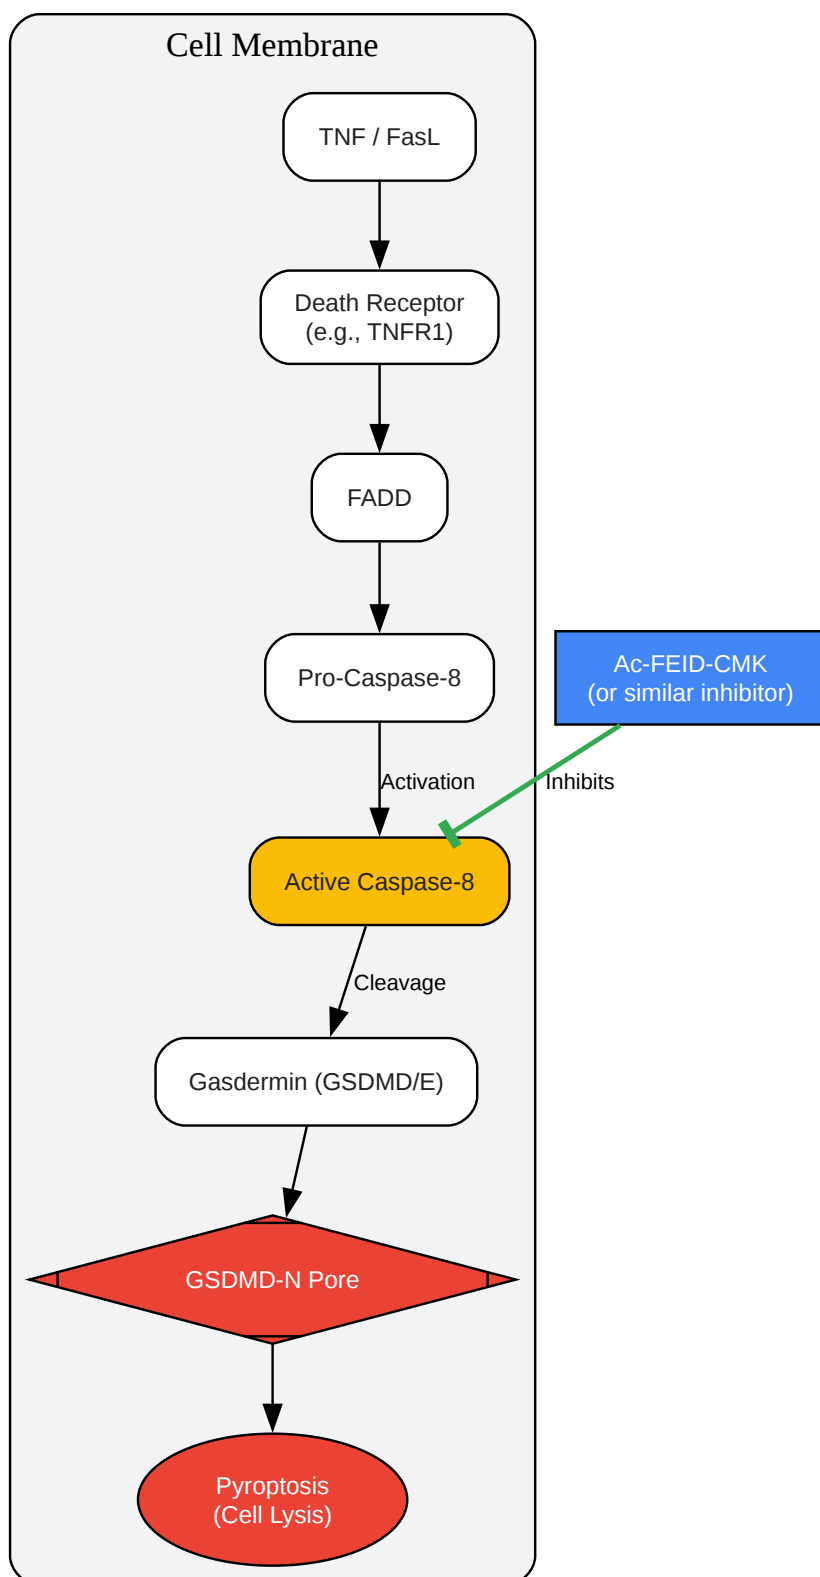 Cell Membrane
TNF / FasL
Death Receptor
(e.g., TNFR1)
FADD
Pro-Caspase-8
Ac-FEID-CMK
(or similar inhibitor)
Activation
Inhibits
Active Caspase-8
Cleavage
Gasdermin (GSDMD/E)
GSDMD-N Pore
Pyroptosis
(Cell Lysis)